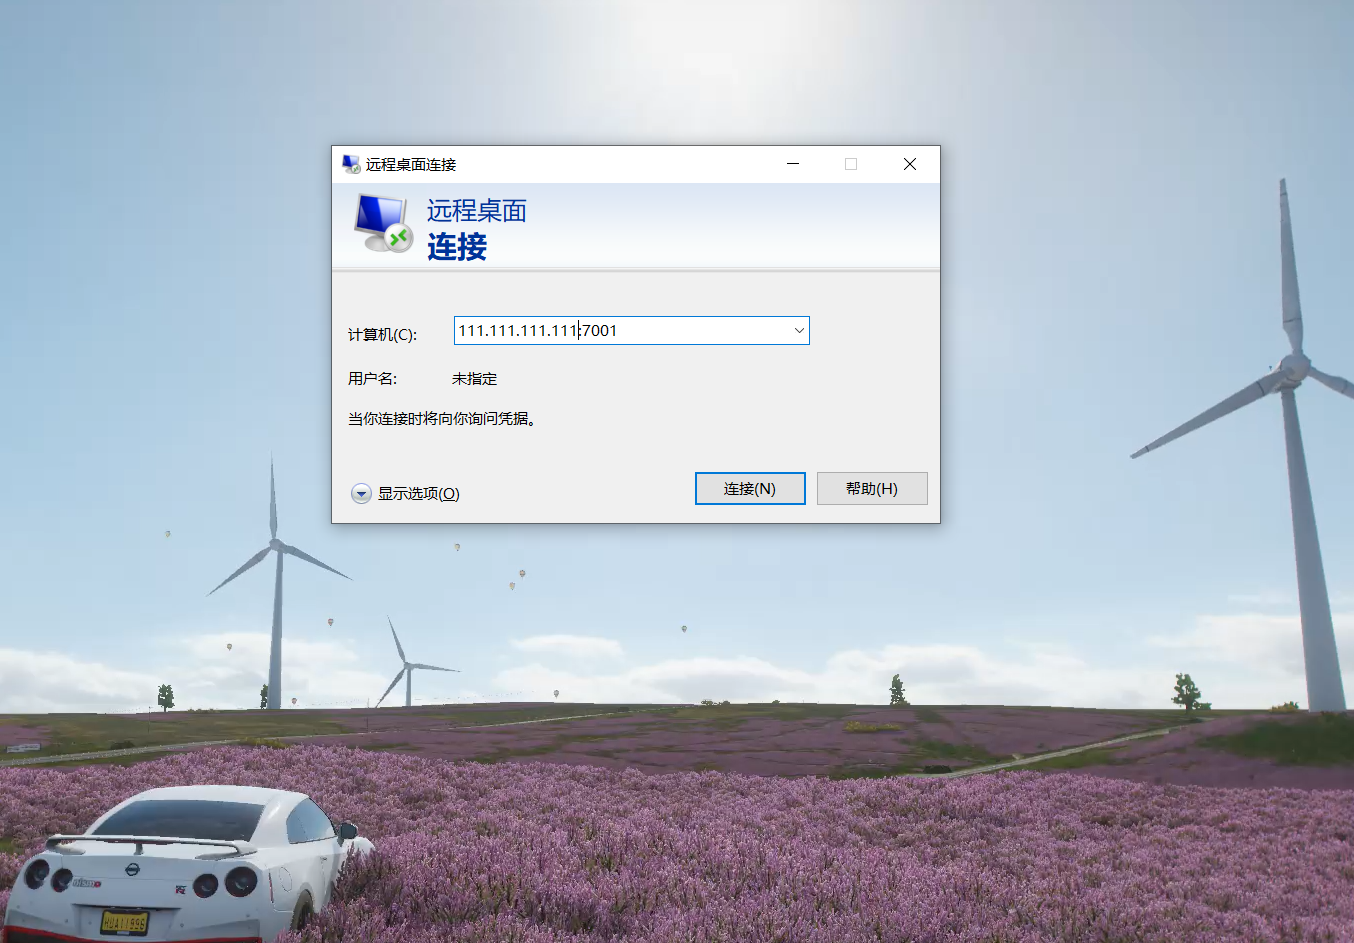 远程桌面连接
远程桌面
连接
计算机(C): 111.111.111.111:7001
用户名: 未指定
当你连接时将向你询问凭据。
显示选项(O) 连接(N) 帮助(H)
nismo